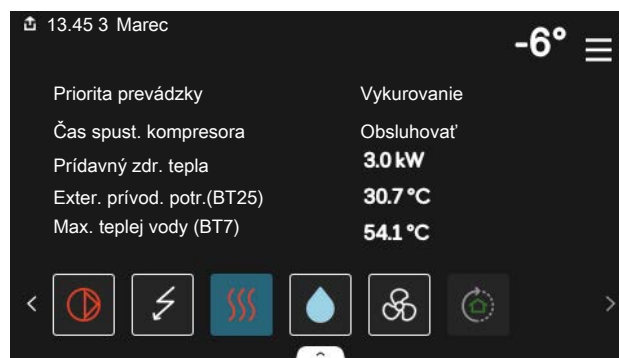 13.45 3 Marec
-6°
Priorita prevádzky Vykurovanie
Čas spust. kompresora Obsluhovať
Prídavný zdr. tepla 3.0 kW
Exter. prívod. potr.(BT25) 30.7 °C
Max. teplej vody (BT7) 54.1 °C